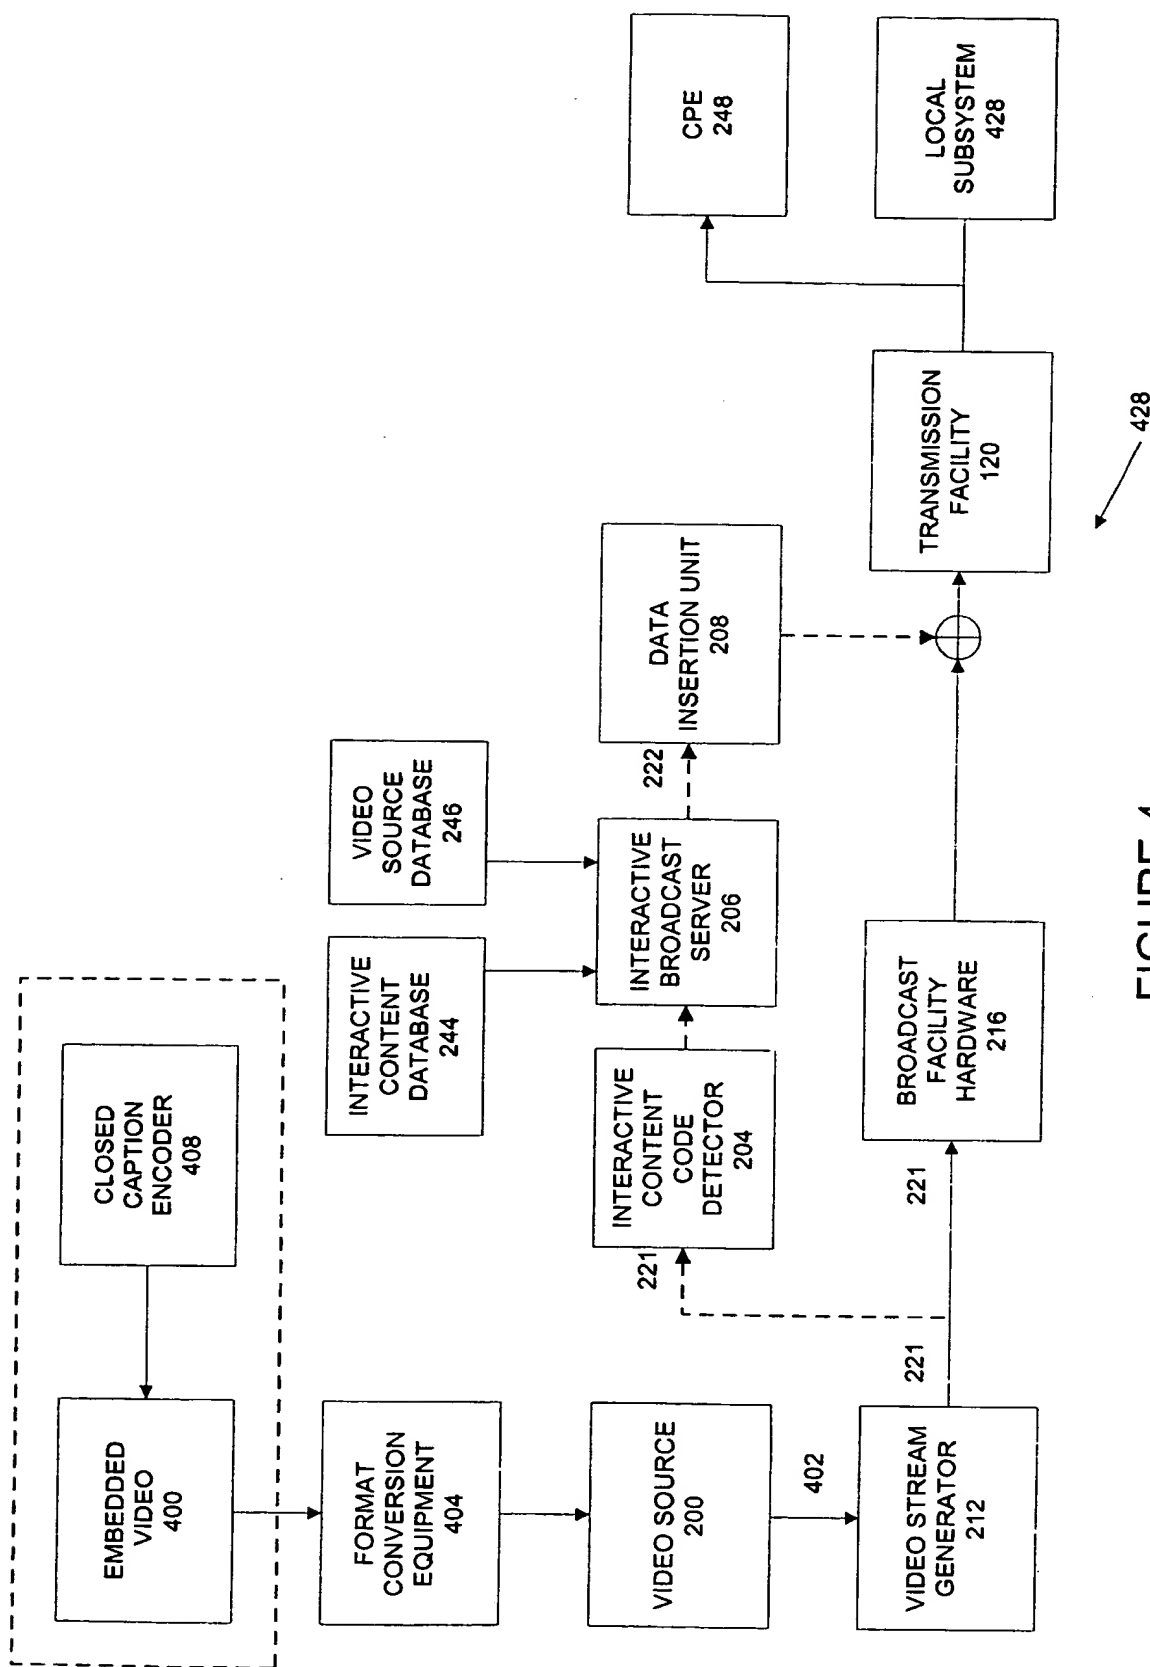 CLOSED
CAPTION
ENCODER
408
EMBEDDED
VIDEO
400
FORMAT
CONVERSION
EQUIPMENT
404
VIDEO SOURCE
200
402
VIDEO STREAM
GENERATOR
212
221
221
221
INTERACTIVE
CONTENT
CODE
DETECTOR
204
INTERACTIVE
CONTENT
DATABASE
244
VIDEO
SOURCE
DATABASE
246
INTERACTIVE
BROADCAST
SERVER
206
222
DATA
INSERTION UNIT
208
BROADCAST
FACILITY
HARDWARE
216
TRANSMISSION
FACILITY
120
CPE
248
LOCAL
SUBSYSTEM
428
428
FIGURE 4